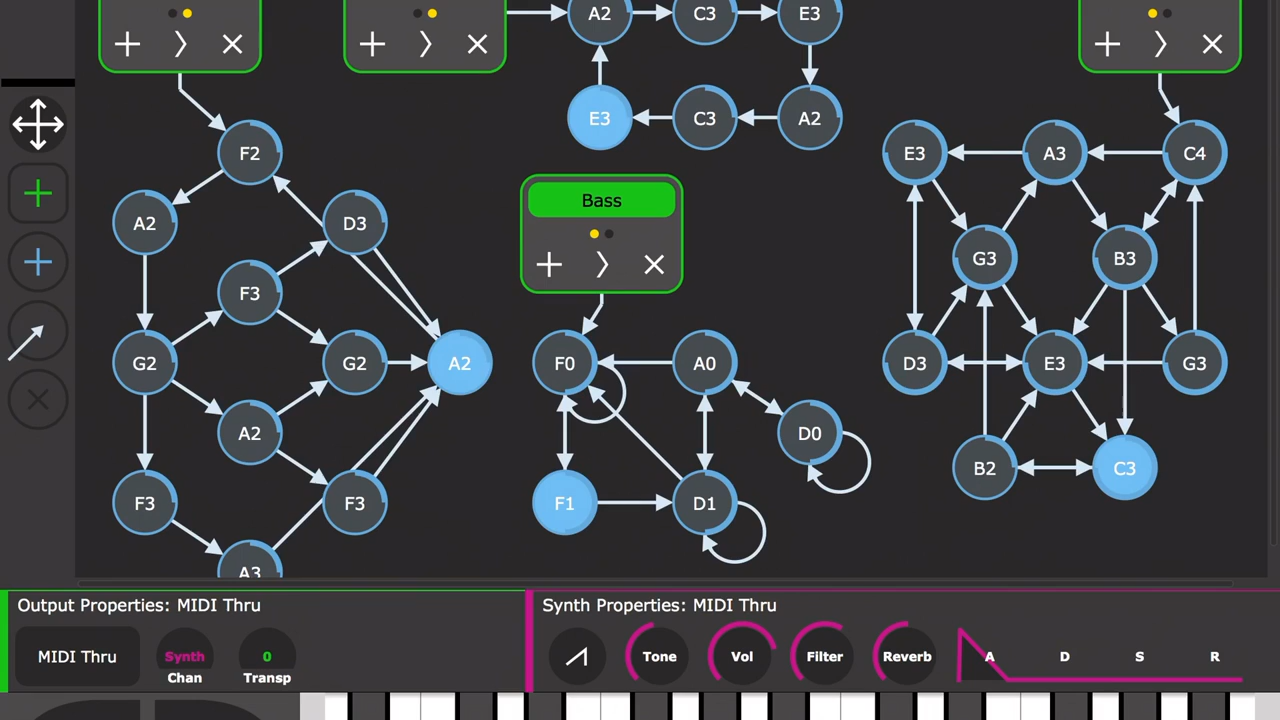 A2 C3 E3
E3 C3 A2
F2
A2 D3
F3
G2 G2 A2
A2
F3 F3
A3
Bass
F0 A0
D0
F1 D1
E3 A3 C4
G3 B3
D3 E3 G3
B2 C3
Output Properties: MIDI Thru
MIDI Thru
Synth
Chan
0
Transp
Synth Properties: MIDI Thru
Tone Vol Filter Reverb A D S R